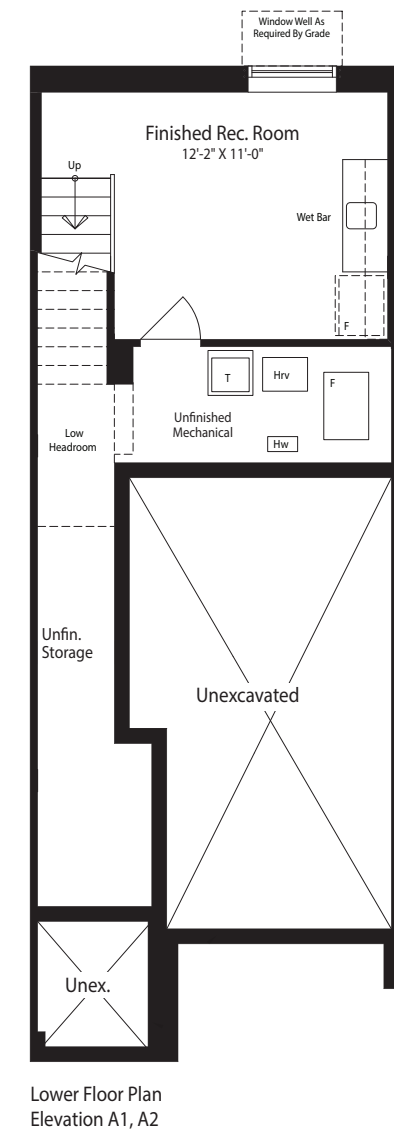 Window Well As
Required By Grade
Finished Rec. Room
12'-2" X 11'-0"
Up
Wet Bar
F
T
Hrv
F
Unfinished
Mechanical
Hw
Low
Headroom
Unfin.
Storage
Unexcavated
Unex.
Lower Floor Plan
Elevation A1, A2